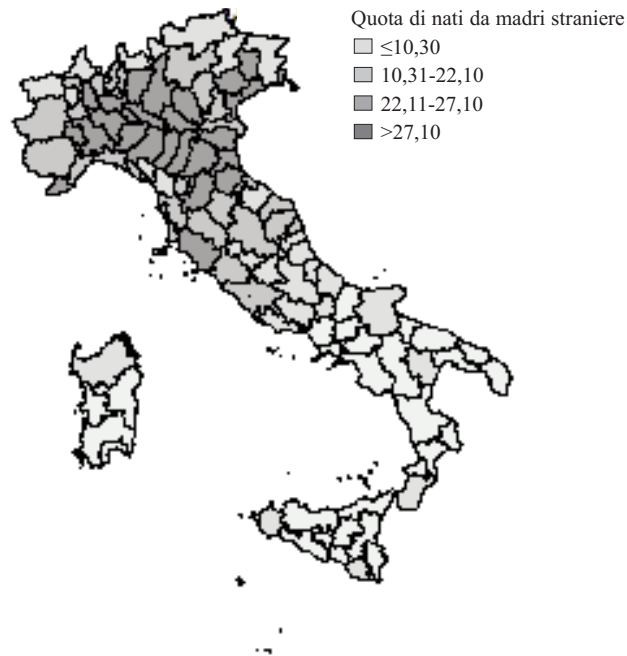 Quota di nati da madri straniere
≤10,30
10,31-22,10
22,11-27,10
>27,10